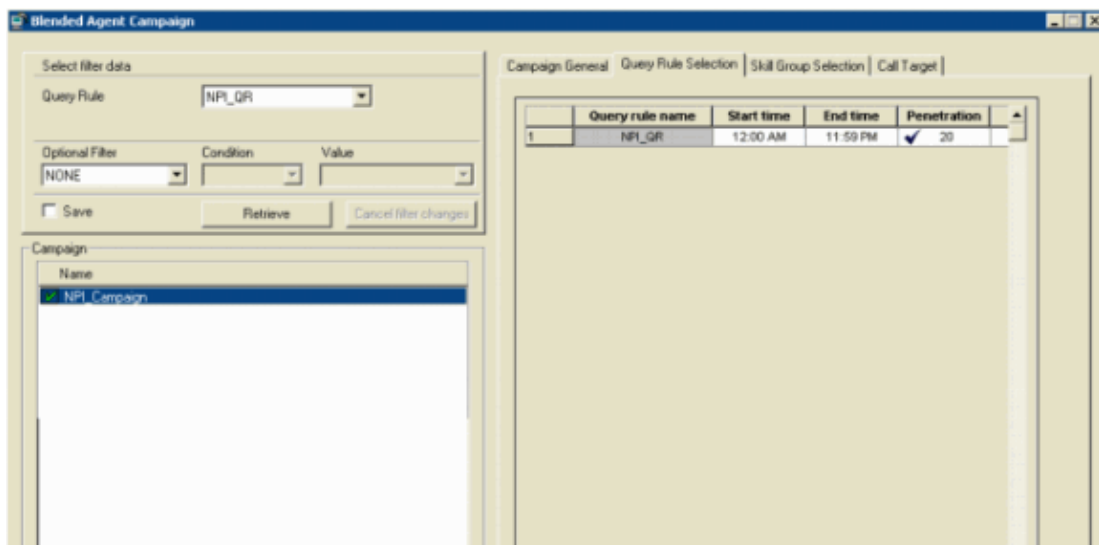 Blended Agent Campaign
Select filter data
Query Rule NPI_QR
Optional Filter Condition Value
NONE
Save Retrieve Cancel filter changes
Campaign
Name
NPI_Campaign
Campaign General Query Rule Selection Skill Group Selection Call Target
Query rule name Start time End time Penetration
1 NPI_QR 12:00 AM 11:59 PM 20